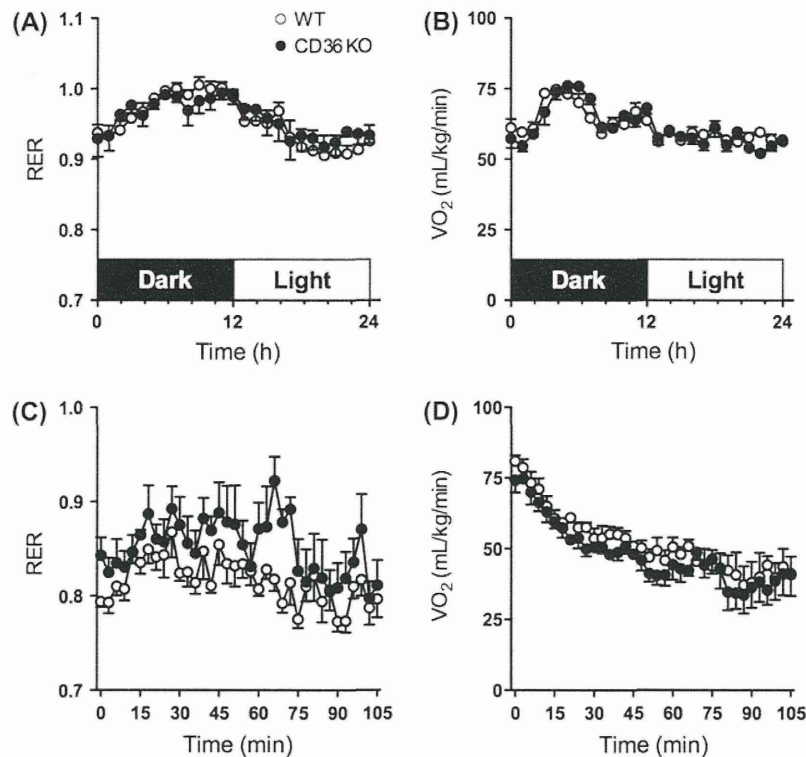 (A)
1.1
1.0
0.9
0.8
0.7
RER
WT
CD36KO
Dark
Light
0
12
24
Time (h)
(B)
100
75
50
25
0
VO₂ (mL/kg/min)
Dark
Light
0
12
24
Time (h)
(C)
1.0
0.9
0.8
0.7
RER
0
15
30
45
60
75
90
105
Time (min)
(D)
100
75
50
25
0
VO₂ (mL/kg/min)
0
15
30
45
60
75
90
105
Time (min)